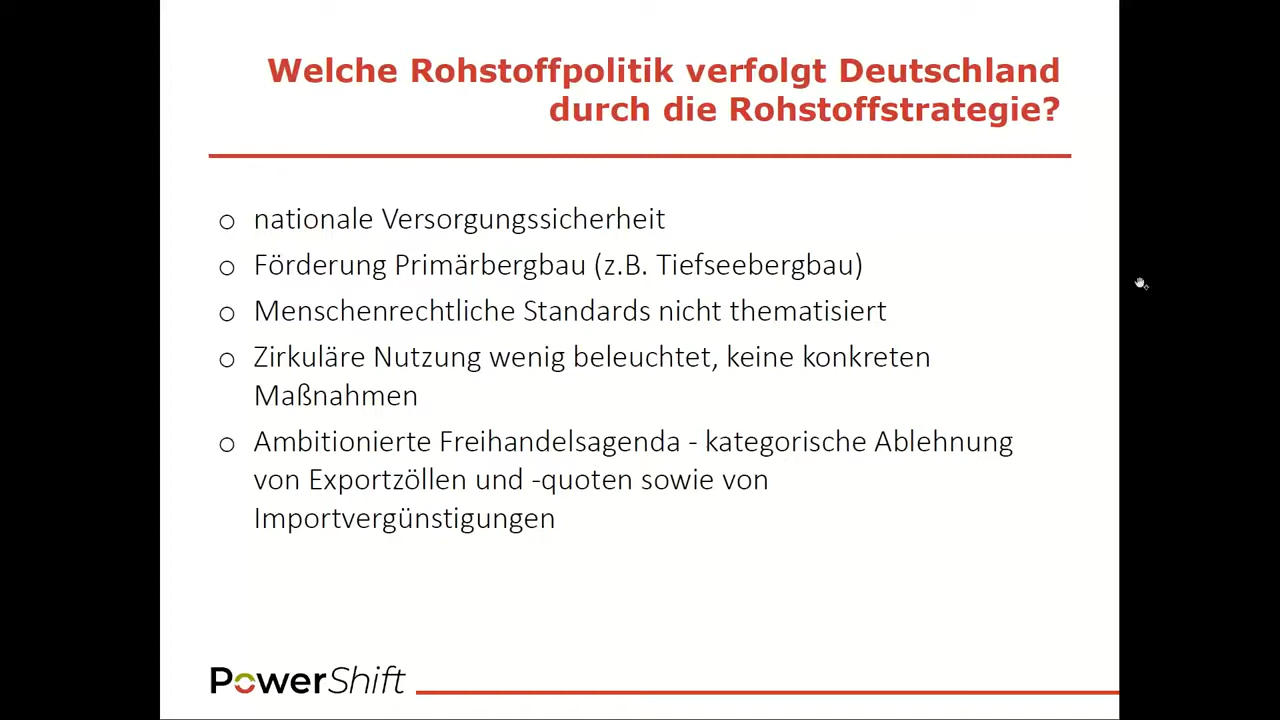 Welche Rohstoffpolitik verfolgt Deutschland
durch die Rohstoffstrategie?
o nationale Versorgungssicherheit
o Förderung Primärbergbau (z.B. Tiefseebergbau)
o Menschenrechtliche Standards nicht thematisiert
o Zirkuläre Nutzung wenig beleuchtet, keine konkreten
Maßnahmen
o Ambitionierte Freihandelsagenda - kategorische Ablehnung
von Exportzöllen und -quoten sowie von
Importvergünstigungen
PowerShift